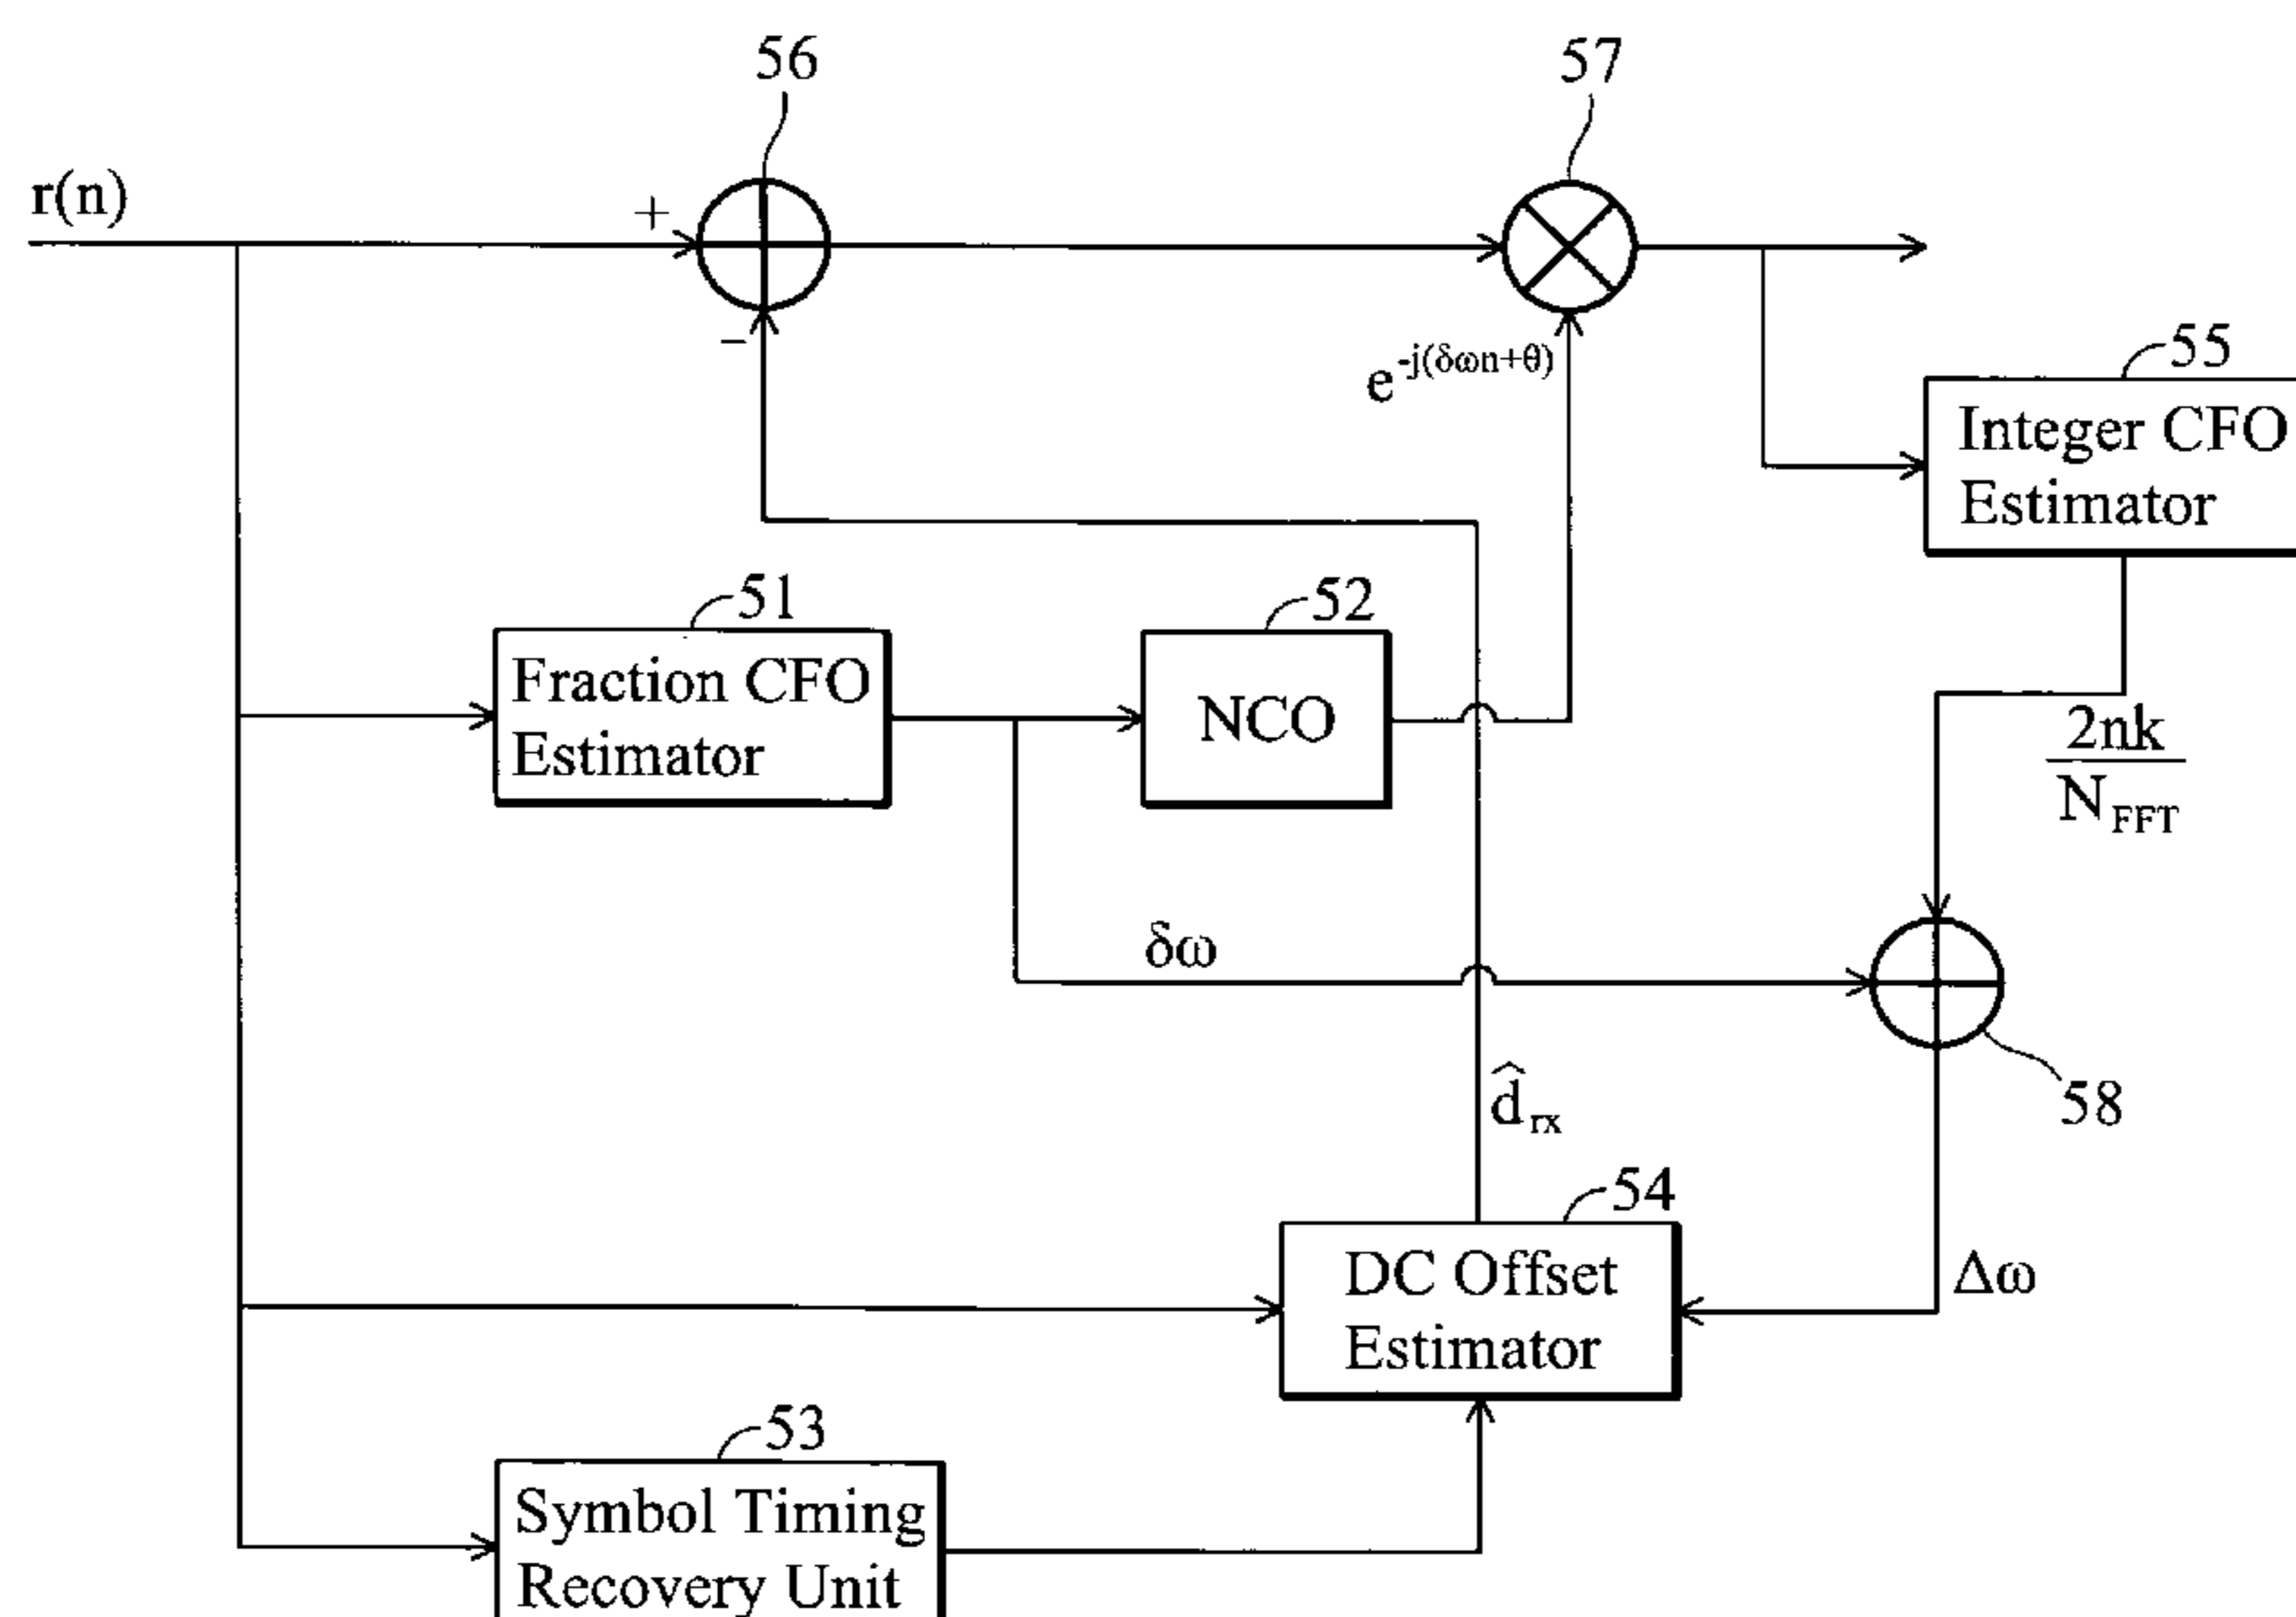 56
57
r(n)
+
−
e^-j(δωn+θ)
55
Integer CFO
Estimator
51
52
Fraction CFO
Estimator
NCO
2nk
N_FFT
δω
58
d̂_rx
54
DC Offset
Estimator
Δω
53
Symbol Timing
Recovery Unit